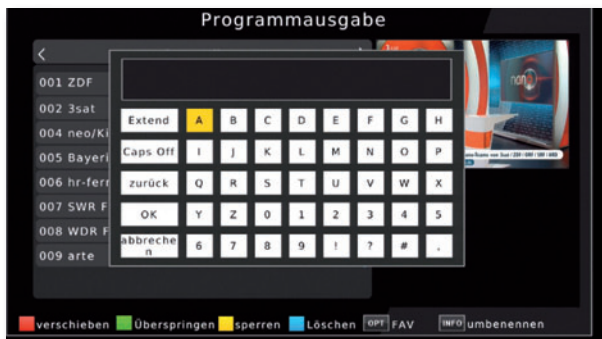 Programmausgabe
<
001 ZDF
002 3sat
004 neo/Ki
005 Bayeri
006 hr-fern
007 SWR F
008 WDR F
009 arte
Extend A B C D E F G H
Caps Off I J K L M N O P
zurück Q R S T U V W X
OK Y Z 0 1 2 3 4 5
abbreche
n 6 7 8 9 ! ? # .
nano
verschieben Überspringen sperren Löschen OPT FAV INFO umbenennen